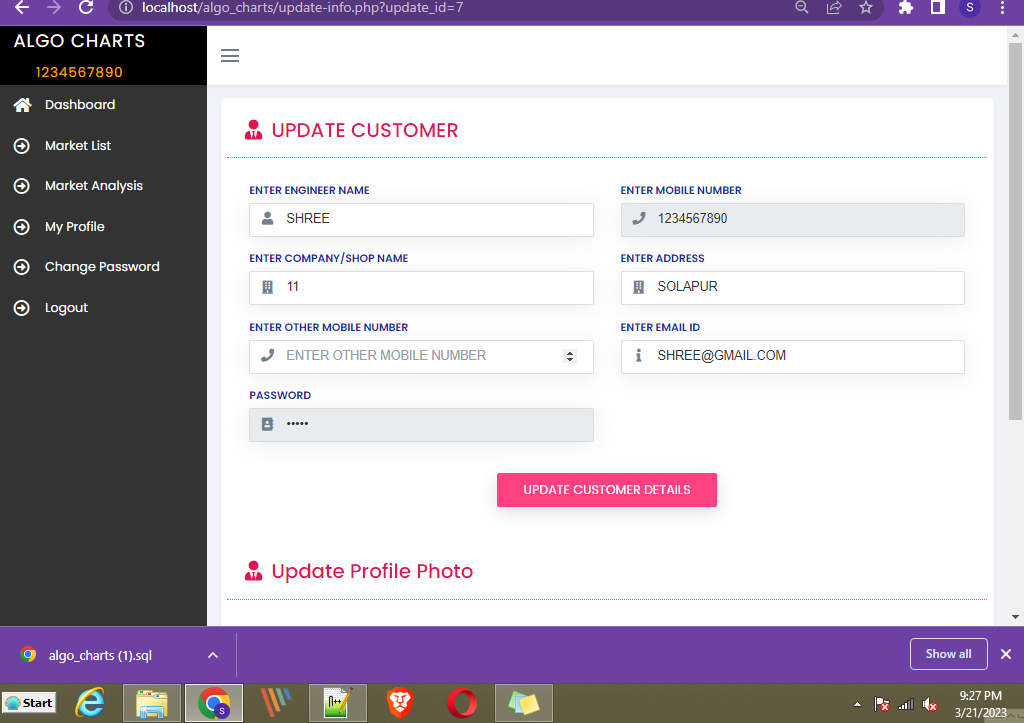 localhost/algo_charts/update-info.php?update_id=7
S
ALGO CHARTS
1234567890
Dashboard
Market List
Market Analysis
My Profile
Change Password
Logout
UPDATE CUSTOMER
ENTER ENGINEER NAME
SHREE
ENTER MOBILE NUMBER
1234567890
ENTER COMPANY/SHOP NAME
11
ENTER ADDRESS
SOLAPUR
ENTER OTHER MOBILE NUMBER
ENTER OTHER MOBILE NUMBER
ENTER EMAIL ID
SHREE@GMAIL.COM
PASSWORD
•••••
UPDATE CUSTOMER DETAILS
Update Profile Photo
algo_charts (1).sql
Show all
Start
S
9:27 PM
3/21/2023